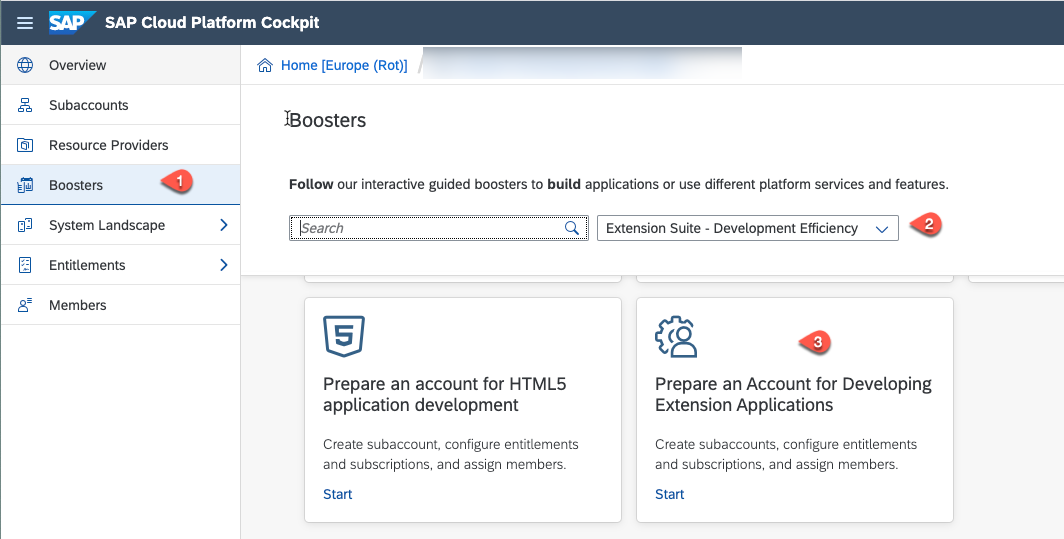 SAP SAP Cloud Platform Cockpit
Overview
Subaccounts
Resource Providers
Boosters
1
System Landscape
Entitlements
Members
Home [Europe (Rot)] /
Boosters
Follow our interactive guided boosters to build applications or use different platform services and features.
Search
Extension Suite - Development Efficiency
2
5
Prepare an account for HTML5
application development
Create subaccount, configure entitlements
and subscriptions, and assign members.
Start
3
Prepare an Account for Developing
Extension Applications
Create subaccounts, configure entitlements
and subscriptions, and assign members.
Start